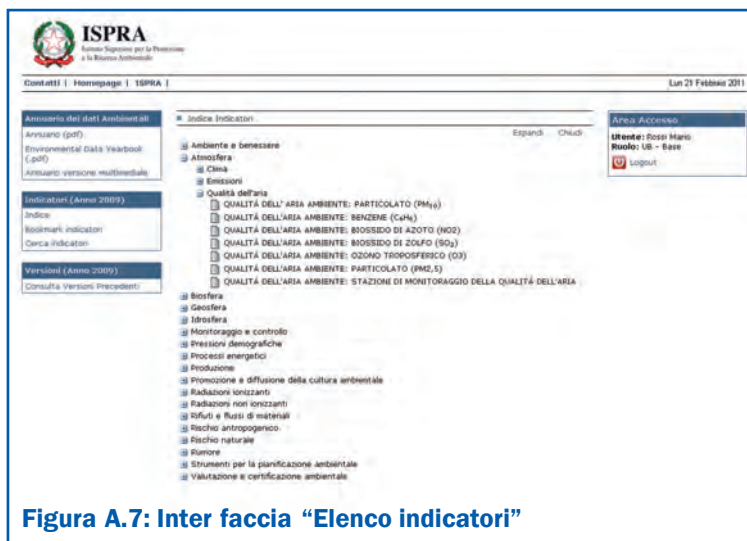 ISPRA
Istituto Superiore per la Protezione
e la Ricerca Ambientale
Contatti | Homepage | ISPRA |
Lun 21 Febbraio 2011
Annuario dei dati Ambientali
Annuario (pdf)
Environmental Data Yearbook
(.pdf)
Annuario versione multimediale
Indicatori (Anno 2009)
Indice
Bookmark indicatori
Cerca indicatori
Versioni (Anno 2009)
Consulta Versioni Precedenti
Indice Indicatori
Espandi Chiudi
Ambiente e benessere
Atmosfera
Clima
Emissioni
Qualità dell'aria
QUALITÁ DELL' ARIA AMBIENTE: PARTICOLATO (PM₁₀)
QUALITÁ DELL'ARIA AMBIENTE: BENZENE (C₆H₆)
QUALITÁ DELL'ARIA AMBIENTE: BIOSSIDO DI AZOTO (NO2)
QUALITÁ DELL'ARIA AMBIENTE: BIOSSIDO DI ZOLFO (SO₂)
QUALITÁ DELL'ARIA AMBIENTE: OZONO TROPOSFERICO (O3)
QUALITÁ DELL'ARIA AMBIENTE: PARTICOLATO (PM2,5)
QUALITÁ DELL'ARIA AMBIENTE: STAZIONI DI MONITORAGGIO DELLA QUALITÁ DELL'ARIA
Biosfera
Geosfera
Idrosfera
Monitoraggio e controllo
Pressioni demografiche
Processi energetici
Produzione
Promozione e diffusione della cultura ambientale
Radiazioni ionizzanti
Radiazioni non ionizzanti
Rifiuti e flussi di materiali
Rischio antropogenico
Rischio naturale
Rumore
Strumenti per la pianificazione ambientale
Valutazione e certificazione ambientale
Area Accesso
Utente: Rossi Mario
Ruolo: UB - Base
Logout
Figura A.7: Inter faccia “Elenco indicatori”